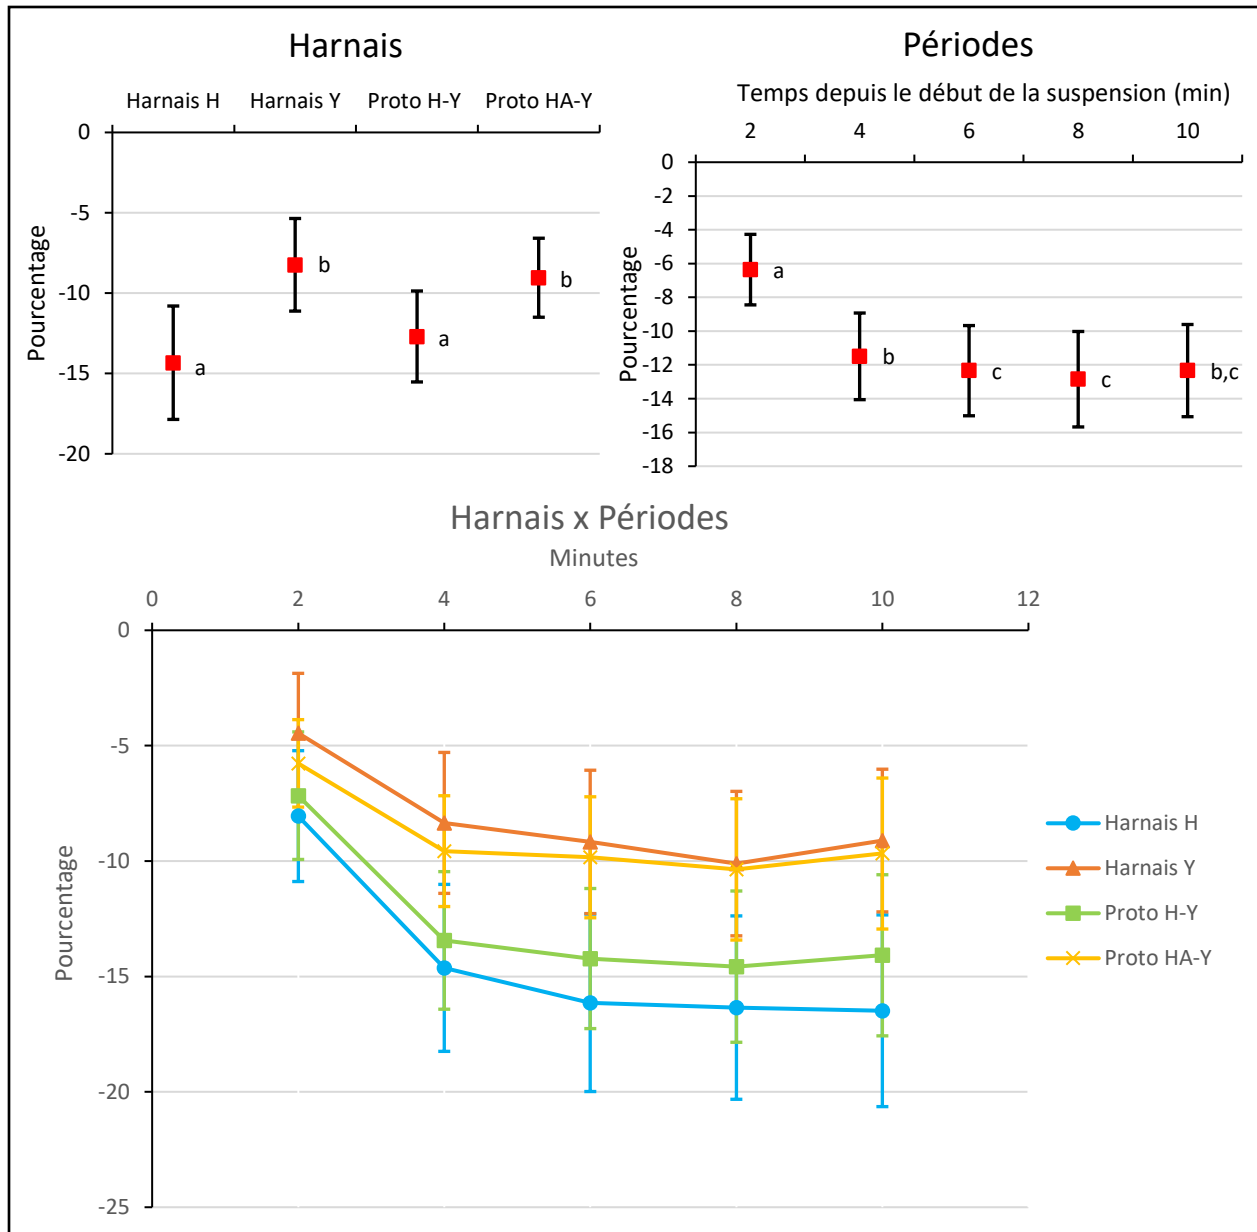 Harnais
Harnais H Harnais Y Proto H-Y Proto HA-Y
0
-5
-10
-15
-20
Pourcentage
a
b
a
b
Périodes
Temps depuis le début de la suspension (min)
2 4 6 8 10
0
-2
-4
-6
-8
-10
-12
-14
-16
-18
Pourcentage
a
b
c
c
b,c
Harnais x Périodes
Minutes
0 2 4 6 8 10 12
0
-5
-10
-15
-20
-25
Pourcentage
Harnais H
Harnais Y
Proto H-Y
Proto HA-Y